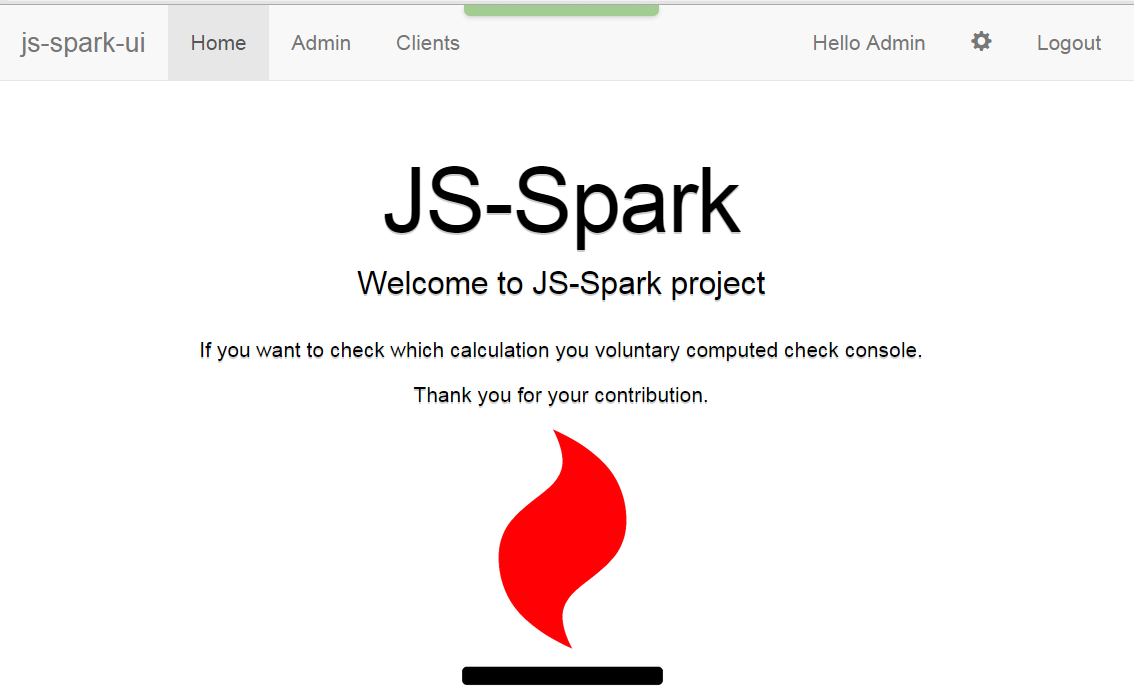 js-spark-ui Home Admin Clients Hello Admin Logout
JS-Spark
Welcome to JS-Spark project
If you want to check which calculation you voluntary computed check console.
Thank you for your contribution.